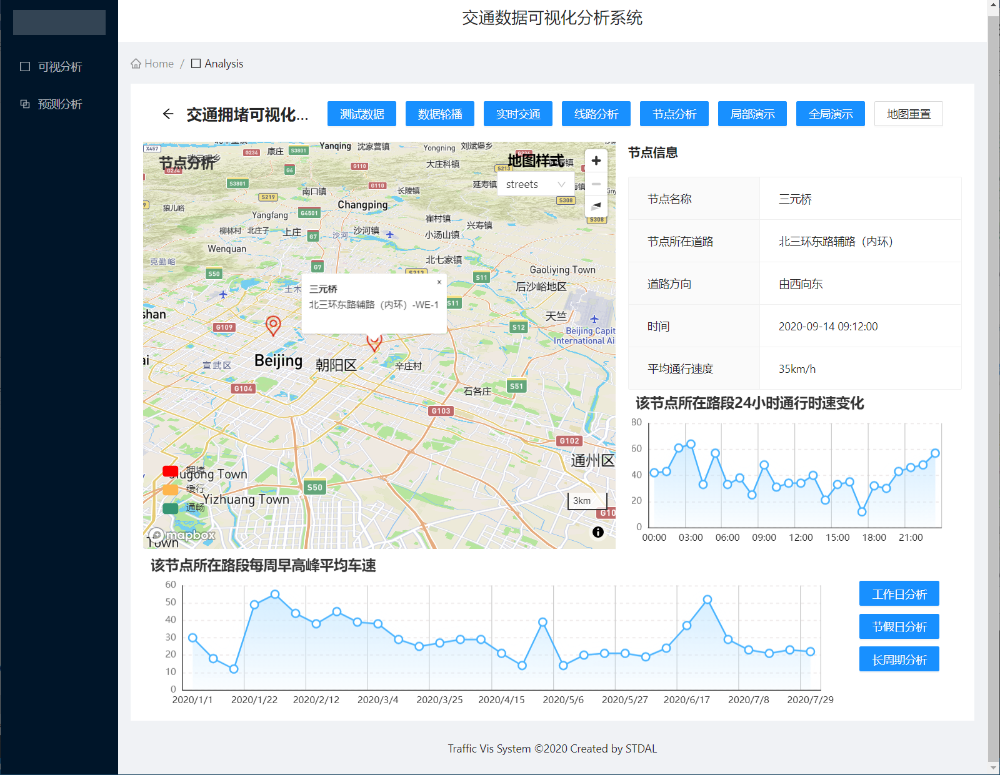 交通数据可视化分析系统
可视分析
预测分析
Home / Analysis
交通拥堵可视化...
测试数据
数据轮播
实时交通
线路分析
节点分析
局部演示
全局演示
地图重置
节点分析
地图样式
streets
X457
G234
康庄
S3801
Yanqing
沈家营镇
Yongning
刘斌堡乡
G234
G6
G110
大庄科镇
S213
S3801
G110
延寿镇
S219
南口镇
长陵镇
S308
狼儿峪
Changping
Yangfang
G4501
崔村镇
兴寿镇
S308
柳林村
北庄子
上庄
G7
沙河
沙河镇
小汤山镇
Wenquan
克勤峪
G7
北七家镇
S50
S213
S11
Gaoliying Town
后沙峪地区
土木
三元桥
×
北三环东路辅路（内环）-WE-1
S11
天竺
shan
G109
S12
Beijing Capit
International Ai
宣武区
Beijing
朝阳区
辛庄村
G104
石各庄
S51
G103
G102
通州区
拥堵
缓行
通畅
Yizhuang Town
S50
3km
mapbox
Town
节点信息
节点名称
三元桥
节点所在道路
北三环东路辅路（内环）
道路方向
由西向东
时间
2020-09-14 09:12:00
平均通行速度
35km/h
该节点所在路段24小时通行时速变化
80
60
40
20
0
00:00 03:00 06:00 09:00 12:00 15:00 18:00 21:00
该节点所在路段每周早高峰平均车速
60
50
40
30
20
10
0
2020/1/1 2020/1/22 2020/2/12 2020/3/4 2020/3/25 2020/4/15 2020/5/6 2020/5/27 2020/6/17 2020/7/8 2020/7/29
工作日分析
节假日分析
长周期分析
Traffic Vis System ©2020 Created by STDAL